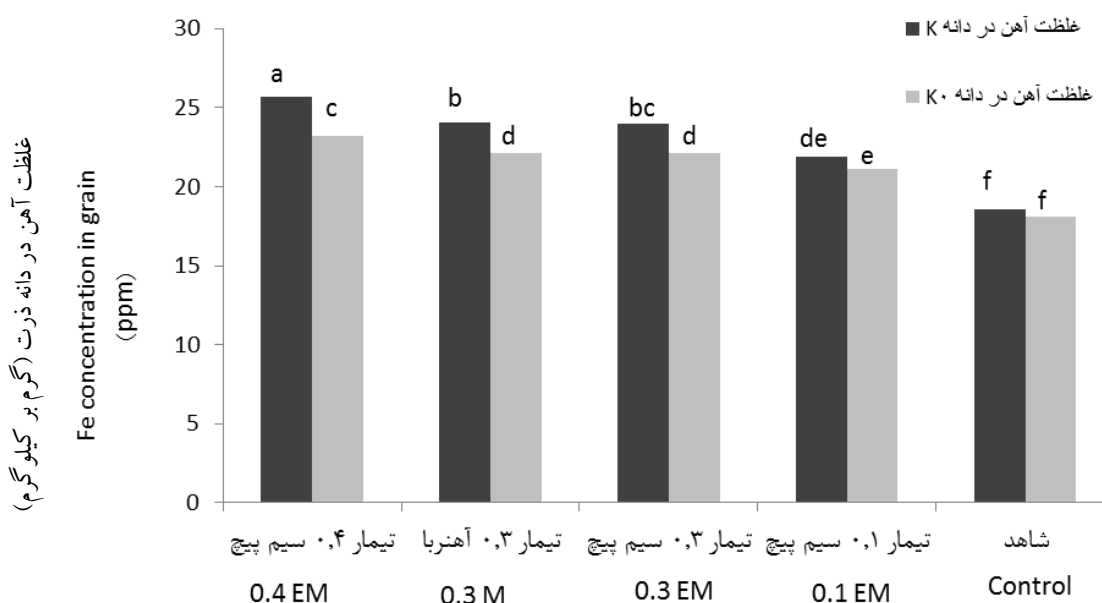 غلظت آهن در دانه K
غلظت آهن در دانه K۰
غلظت آهن در دانه ذرت (گرم بر کیلوگرم)
Fe concentration in grain
(ppm)
30
25
20
15
10
5
0
a
c
b
d
bc
d
de
e
f
f
تیمار ۰,۴ سیم پیچ
تیمار ۰,۳ آهنربا
تیمار ۰,۳ سیم پیچ
تیمار ۰,۱ سیم پیچ
شاهد
0.4 EM
0.3 M
0.3 EM
0.1 EM
Control